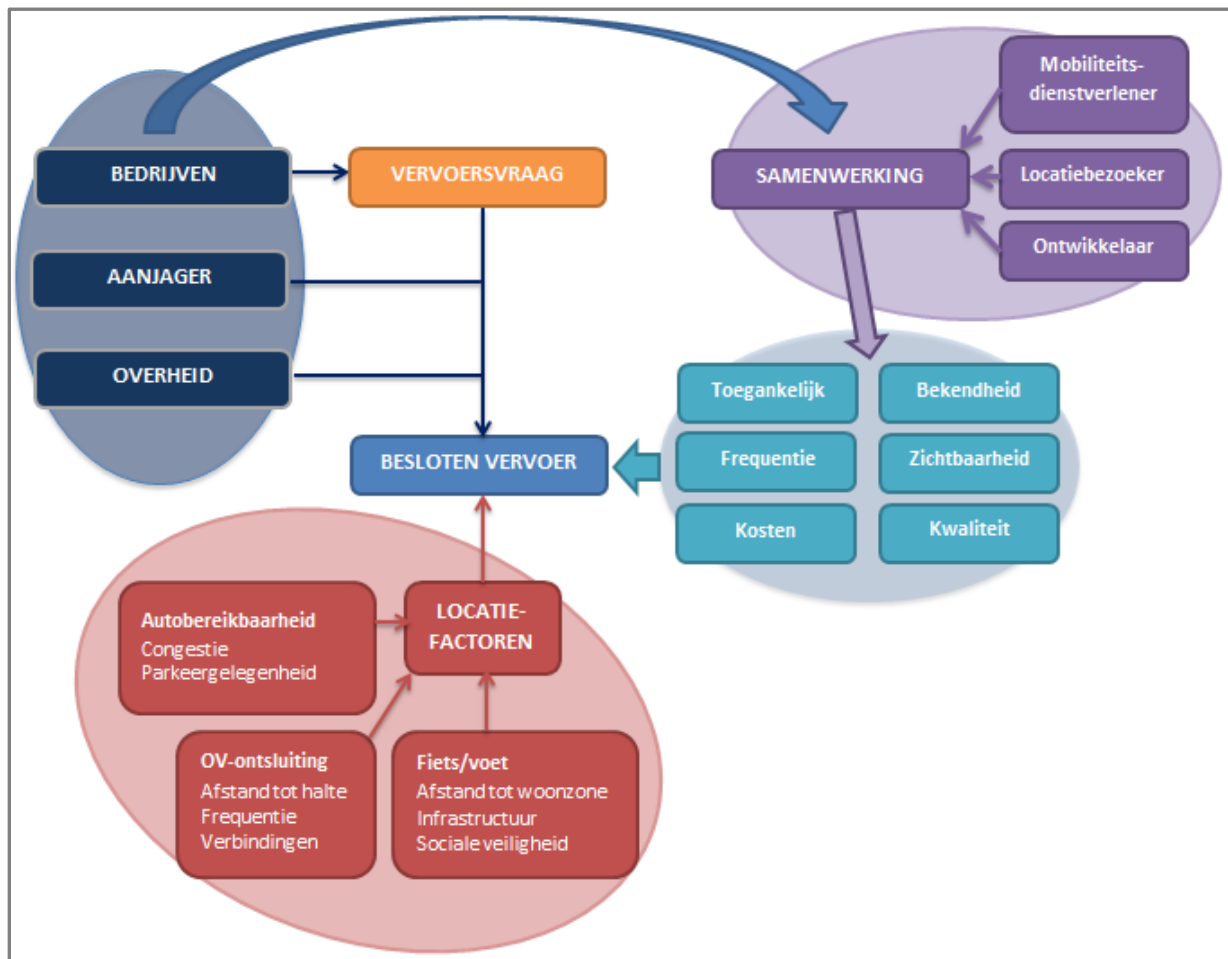 Mobiliteits-
dienstverlener
BEDRIJVEN
VERVOERSVRAAG
SAMENWERKING
Locatiebezoeker
Ontwikkelaar
AANJAGER
OVERHEID
Toegankelijk
Bekendheid
BESLOTEN VERVOER
Frequentie
Zichtbaarheid
Kosten
Kwaliteit
Autobereikbaarheid
Congestie
Parkeergelegenheid
LOCATIE-
FACTOREN
OV-ontsluiting
Afstand tot halte
Frequentie
Verbindingen
Fiets/voet
Afstand tot woonzone
Infrastructuur
Sociale veiligheid